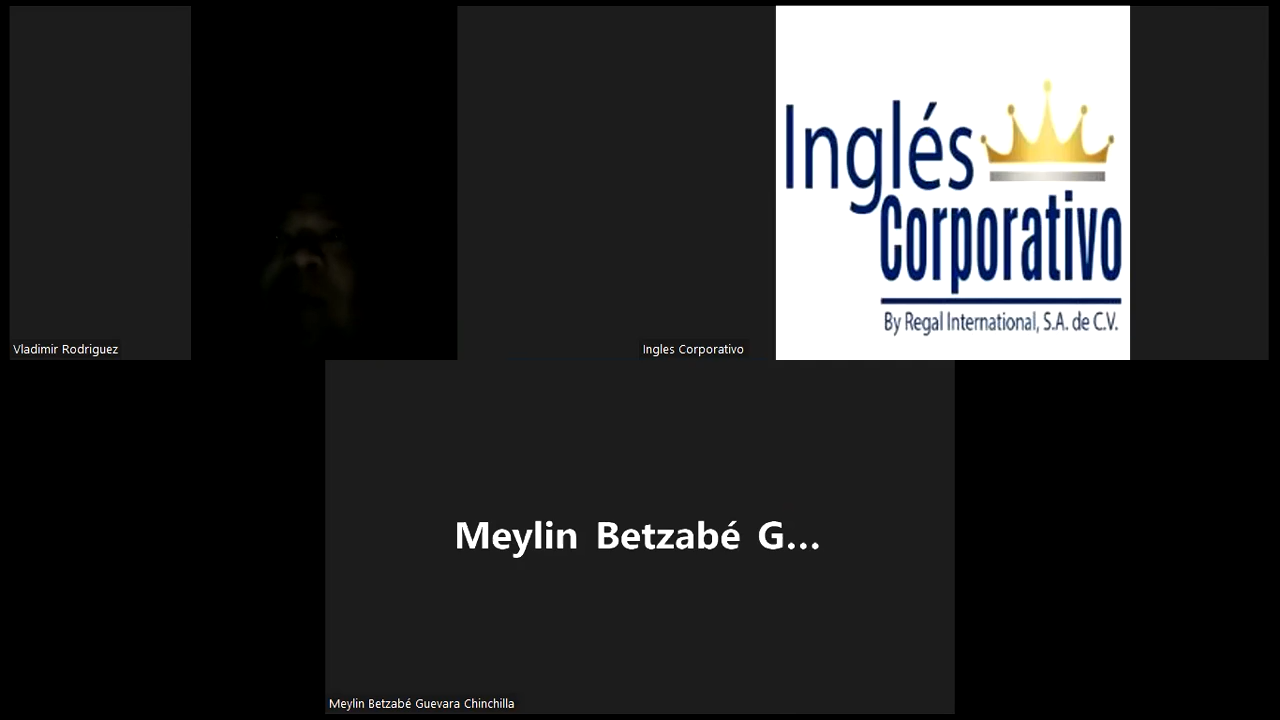 Inglés
Corporativo
By Regal International, S.A. de C.V.
Vladimir Rodriguez
Ingles Corporativo
Meylin Betzabé G...
Meylin Betzabé Guevara Chinchilla